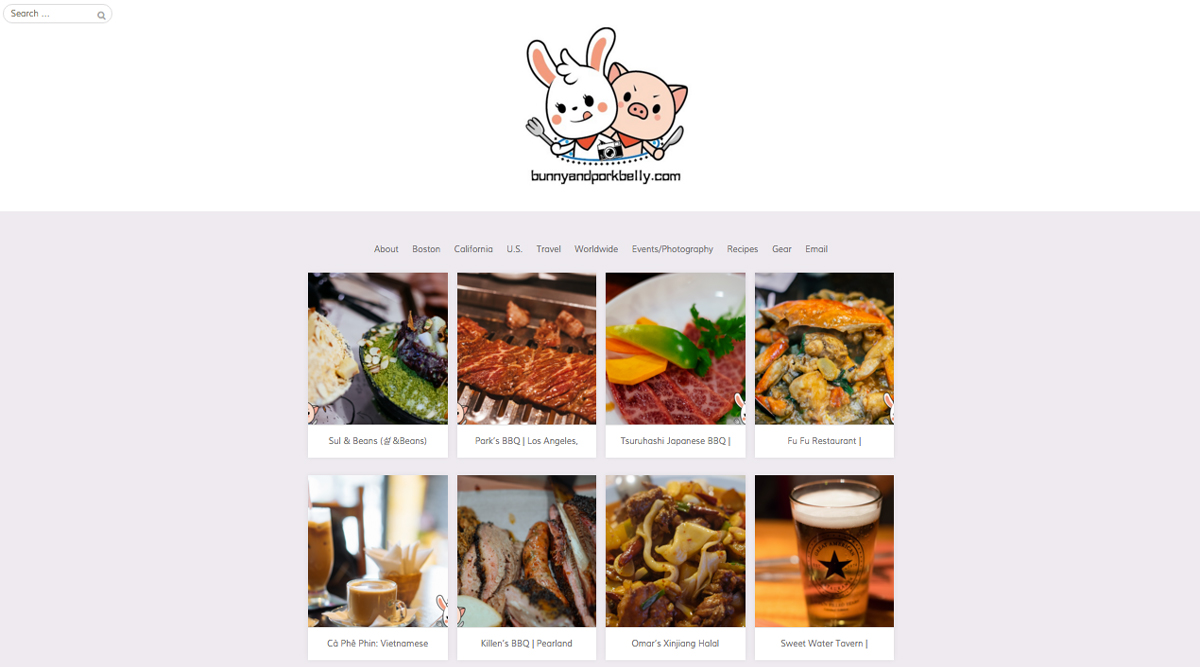 Search ...
bunnyandporkbelly.com
About Boston California U.S. Travel Worldwide Events/Photography Recipes Gear Email
Sul & Beans (설&Beans)
Park's BBQ | Los Angeles,
Tsuruhashi Japanese BBQ |
Fu Fu Restaurant |
Cà Phê Phin: Vietnamese
Killen's BBQ | Pearland
Omar's Xinjiang Halal
Sweet Water Tavern |